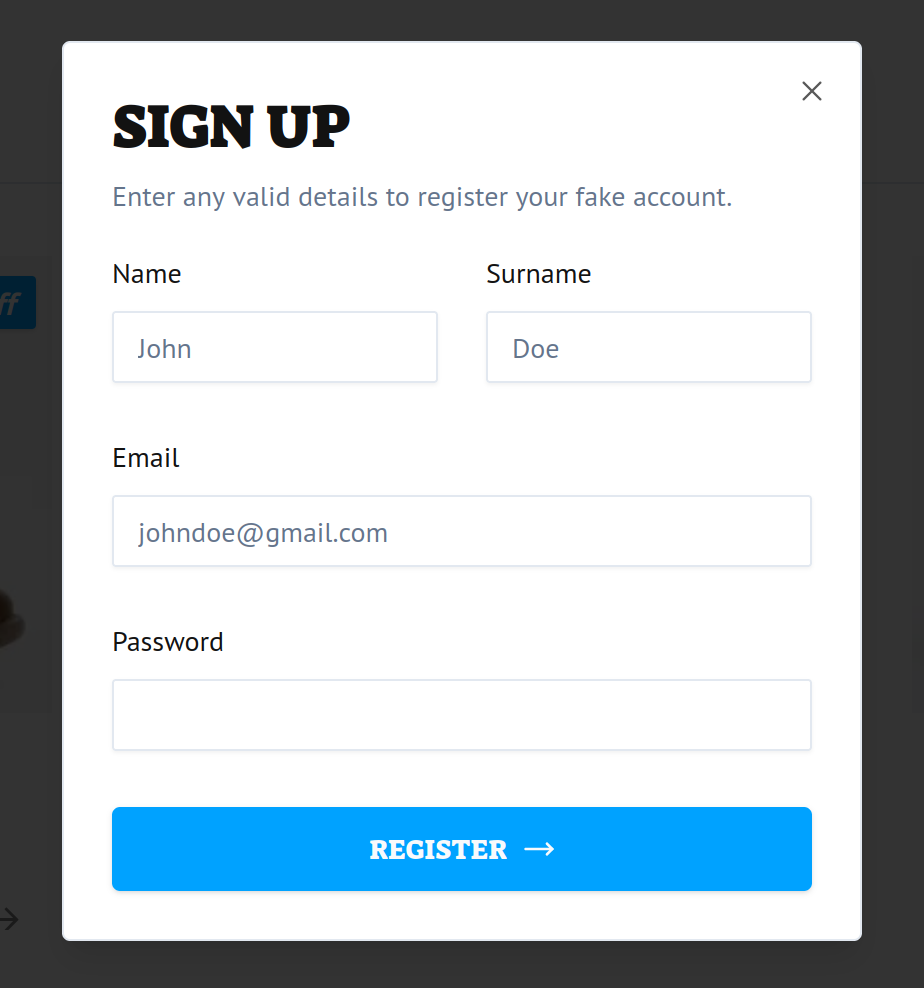 SIGN UP
Enter any valid details to register your fake account.
Name
Surname
John
Doe
Email
johndoe@gmail.com
Password
REGISTER →